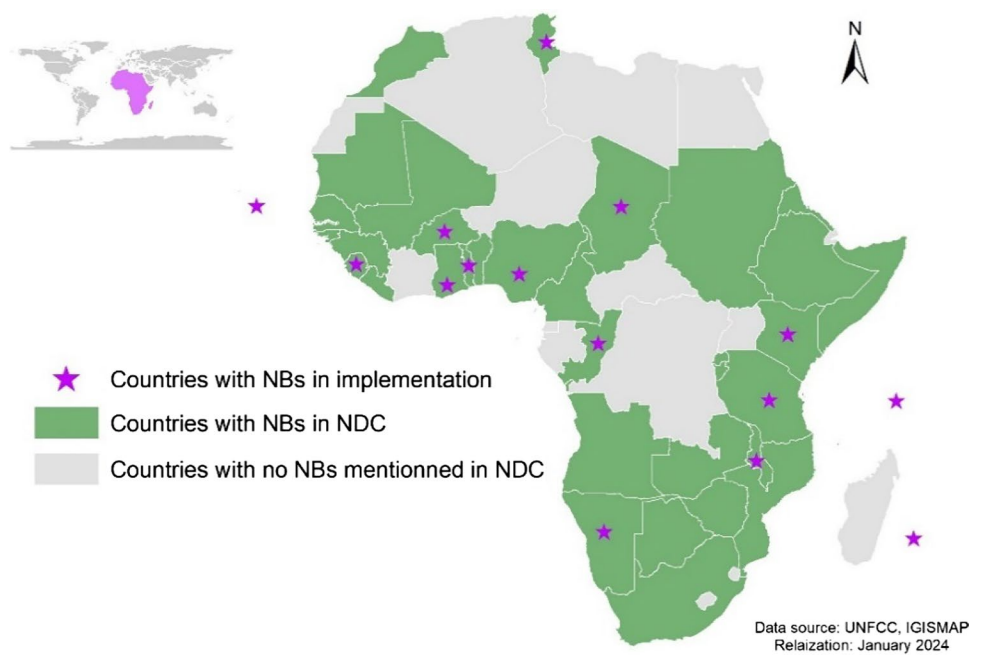 N
Countries with NBs in implementation
Countries with NBs in NDC
Countries with no NBs mentionned in NDC
Data source: UNFCC, IGISMAP
Relaization: January 2024